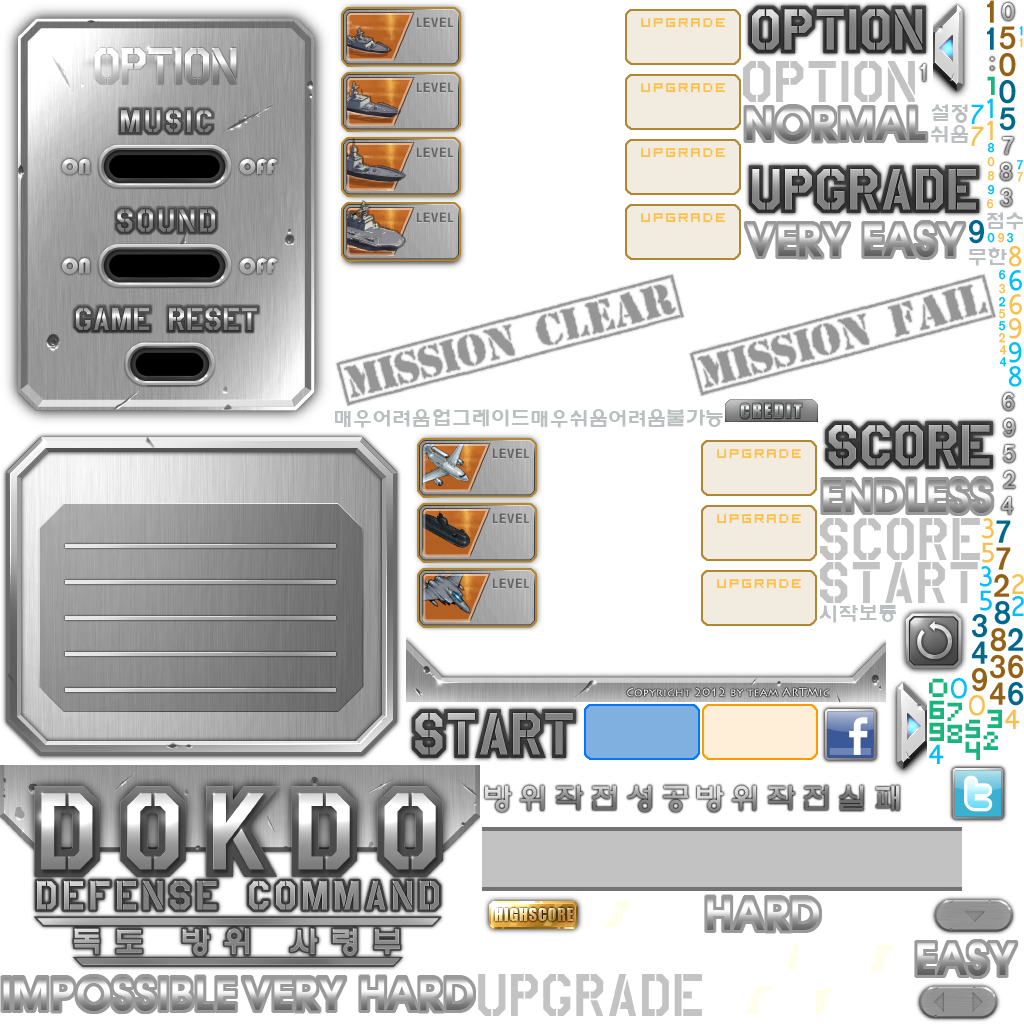 OPTION
MUSIC
ON OFF
SOUND
ON OFF
GAME RESET
LEVEL
LEVEL
LEVEL
LEVEL
UPGRADE
UPGRADE
UPGRADE
UPGRADE
OPTION
OPTION
NORMAL
설정
쉬움
UPGRADE
점수
VERY EASY
무한
MISSION CLEAR
MISSION FAIL
매우어려움업그레이드매우쉬움어려움불가능
CREDIT
LEVEL
LEVEL
LEVEL
UPGRADE
UPGRADE
UPGRADE
SCORE
ENDLESS
SCORE
START
시작보통
COPYRIGHT 2012 BY TEAM ARTMIC
START
f
t
DOKDO
DEFENSE COMMAND
독도 방위 사령부
방위작전성공방위작전실패
HIGHSCORE
HARD
EASY
IMPOSSIBLE
VERY HARD
UPGRADE